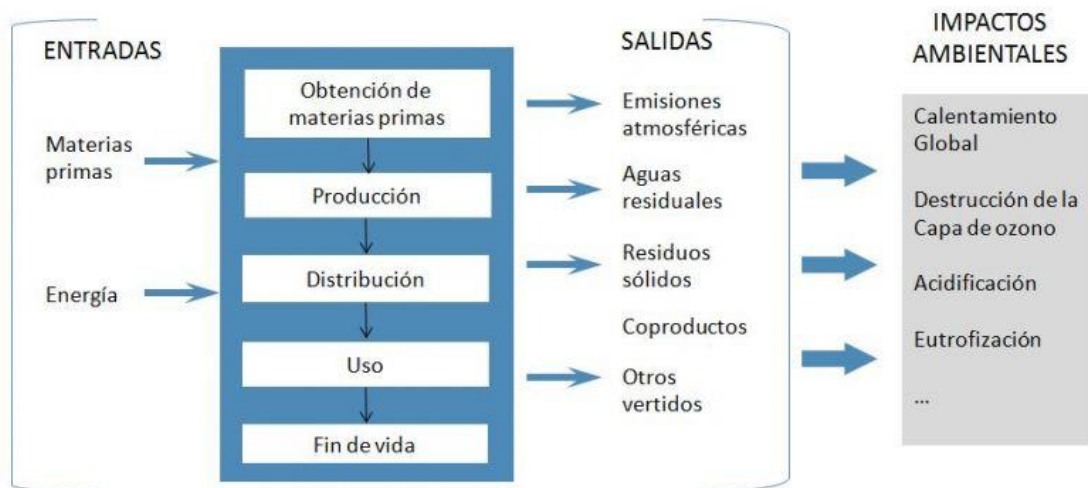 ENTRADAS
Materias
primas
Energía
Obtención de
materias primas
Producción
Distribución
Uso
Fin de vida
SALIDAS
Emisiones
atmosféricas
Aguas
residuales
Residuos
sólidos
Coproductos
Otros
vertidos
IMPACTOS
AMBIENTALES
Calentamiento
Global
Destrucción de la
Capa de ozono
Acidificación
Eutrofización
...